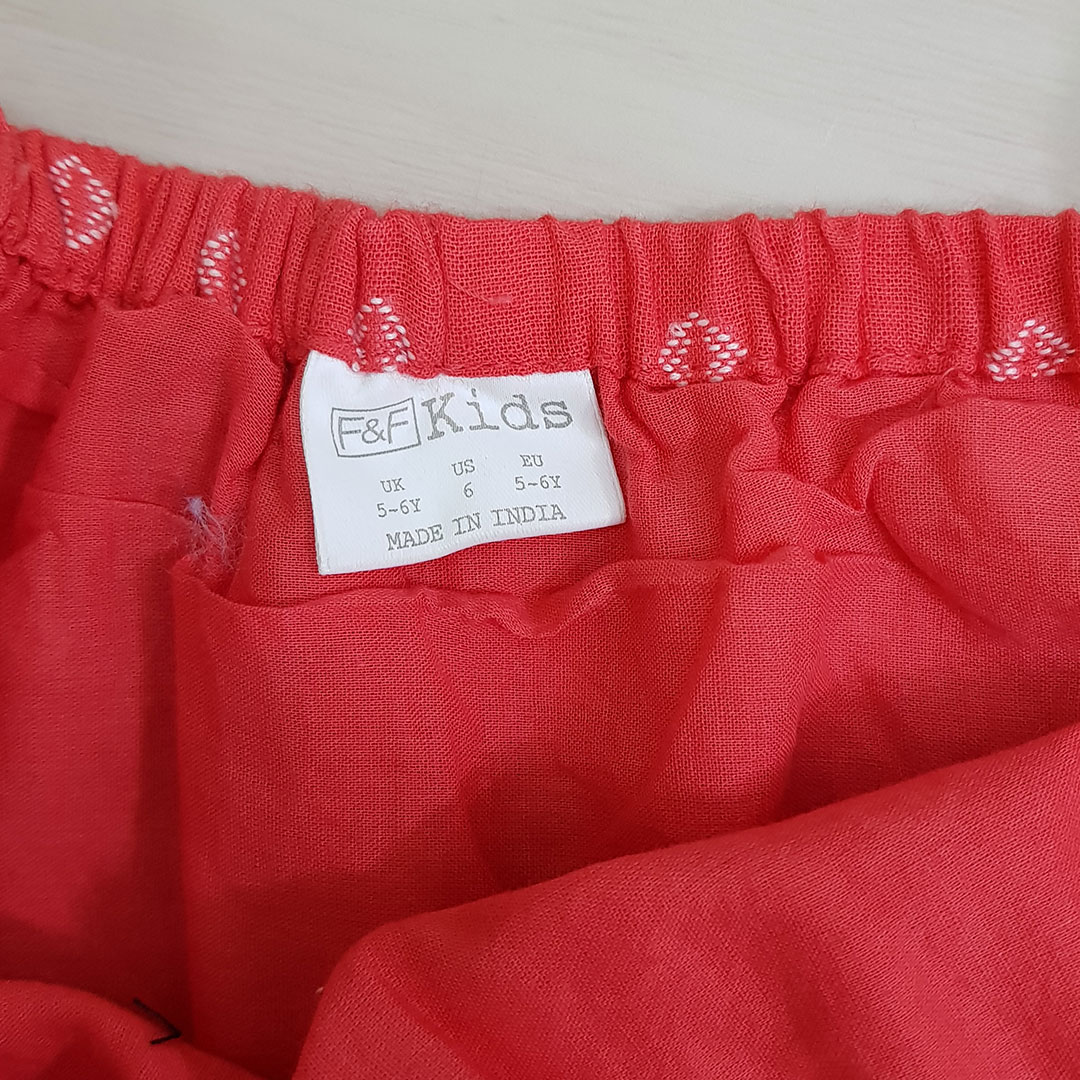 F&F Kids
UK US EU
5-6Y 6 5-6Y
MADE IN INDIA